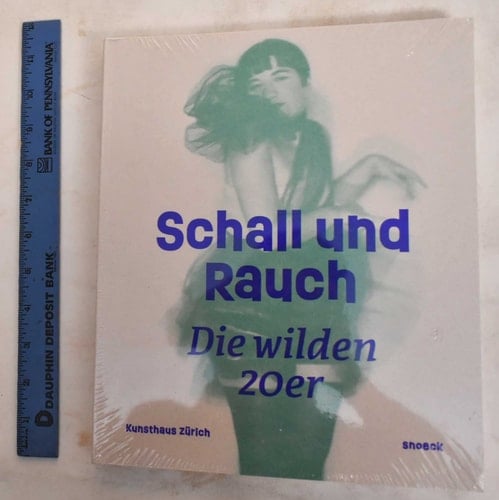 Schall und
Rauch
Die wilden
20er
Kunsthaus Zürich
Snoeck
DAUPHIN DEPOSIT BANK
BANK OF PENNSYLVANIA